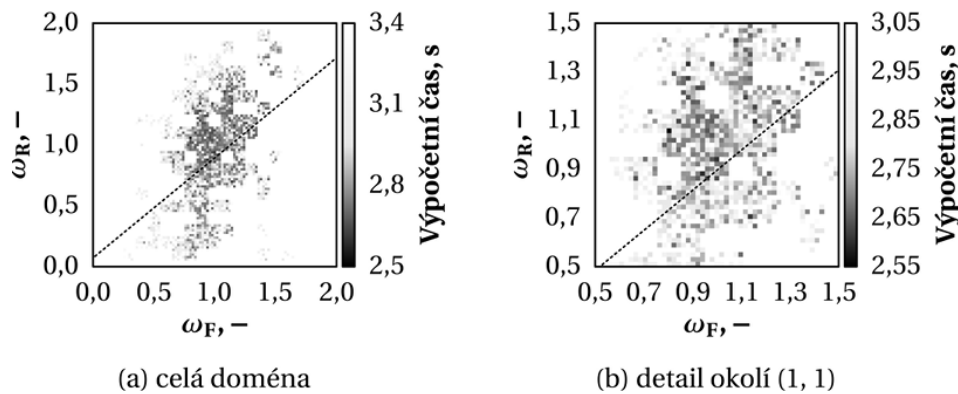 2,0
1,5
1,0
0,5
0,0
ω_R, –
0,0 0,5 1,0 1,5 2,0
ω_F, –
3,4
3,1
2,8
2,5
Výpočetní čas, s
(a) celá doména
1,5
1,3
1,1
0,9
0,7
0,5
ω_R, –
0,5 0,7 0,9 1,1 1,3 1,5
ω_F, –
3,05
2,95
2,85
2,75
2,65
2,55
Výpočetní čas, s
(b) detail okolí (1, 1)